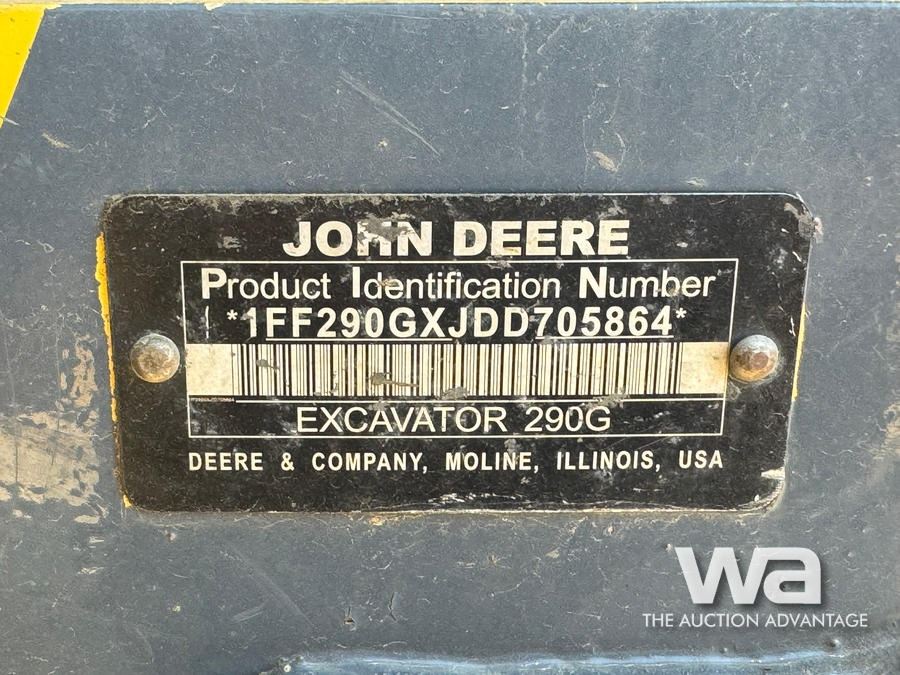 JOHN DEERE
Product Identification Number
*1FF290GXJDD705864*
EXCAVATOR 290G
DEERE & COMPANY, MOLINE, ILLINOIS, USA
wa
THE AUCTION ADVANTAGE